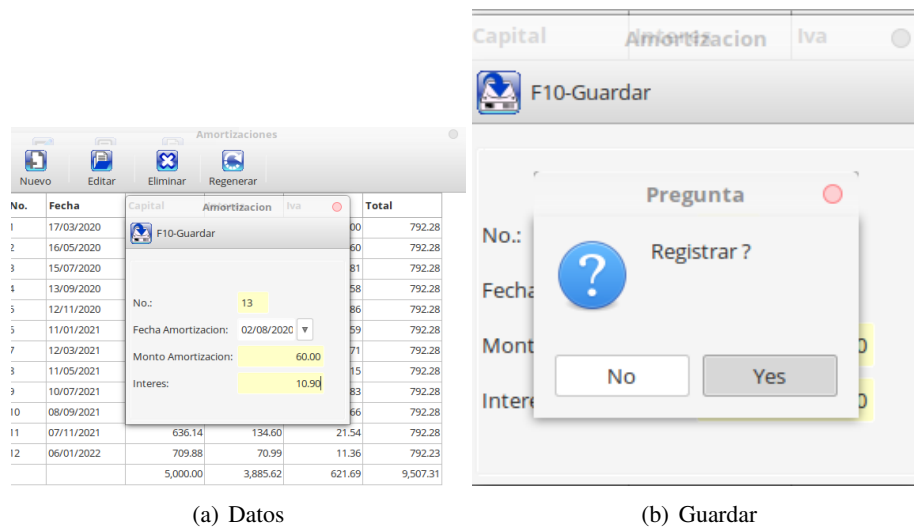 Amortizaciones
Nuevo Editar Eliminar Regenerar
No. Fecha Capital Interes Iva Total
Amortizacion
F10-Guardar
1 17/03/2020 00 792.28
2 16/05/2020 60 792.28
3 15/07/2020 81 792.28
4 13/09/2020 58 792.28
5 12/11/2020 86 792.28
6 11/01/2021 59 792.28
7 12/03/2021 71 792.28
8 11/05/2021 15 792.28
9 10/07/2021 83 792.28
10 08/09/2021 66 792.28
No.: 13
Fecha Amortizacion: 02/08/2020
Monto Amortizacion: 60.00
Interes: 10.90
11 07/11/2021 636.14 134.60 21.54 792.28
12 06/01/2022 709.88 70.99 11.36 792.23
5,000.00 3,885.62 621.69 9,507.31
(a) Datos
Capital Amortizacion Iva
F10-Guardar
Pregunta
No.:
Registrar ?
Fecha
Mont 0
Intere 0
No Yes
(b) Guardar